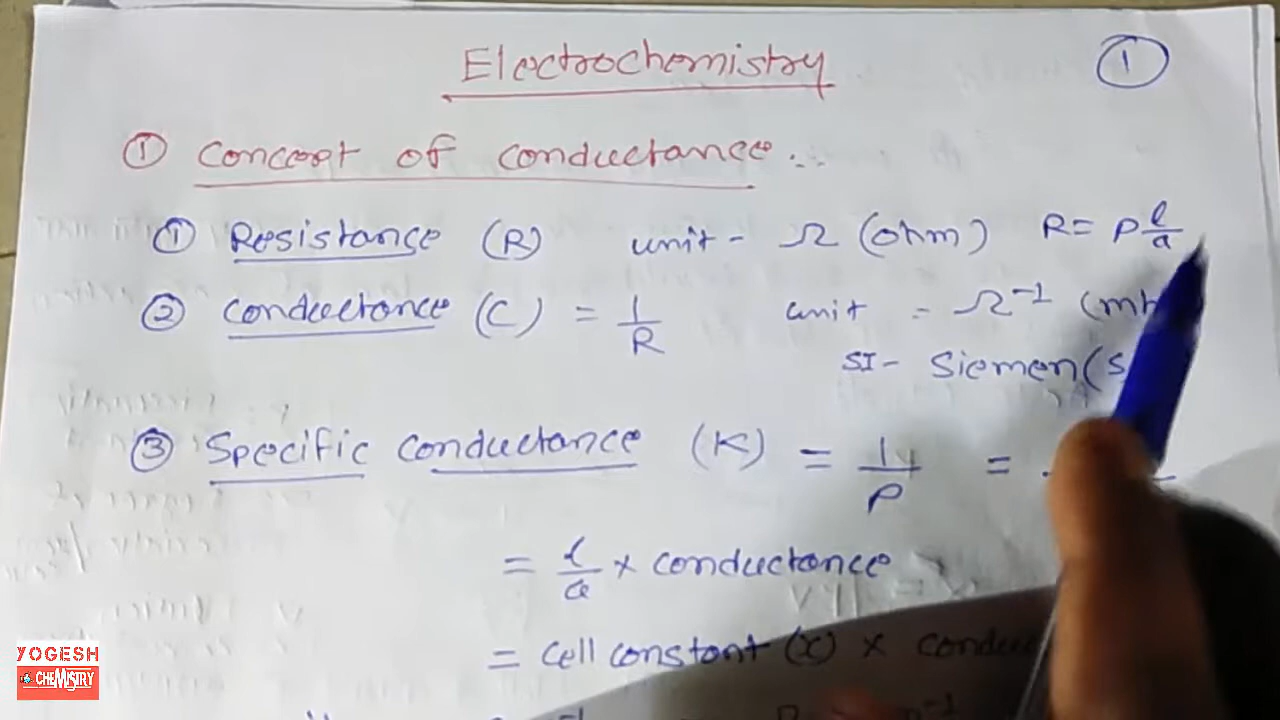 Electrochemistry
①
① Concept of conductance.
① Resistance (R) unit - Ω (ohm) R = ρ l/a
② Conductance (C) = 1/R unit = Ω⁻¹
SI - Siemen (S
③ Specific conductance (K) = 1/ρ =
= l/a × conductance
= cell constant (x) ×
YOGESH
CHEMISTRY